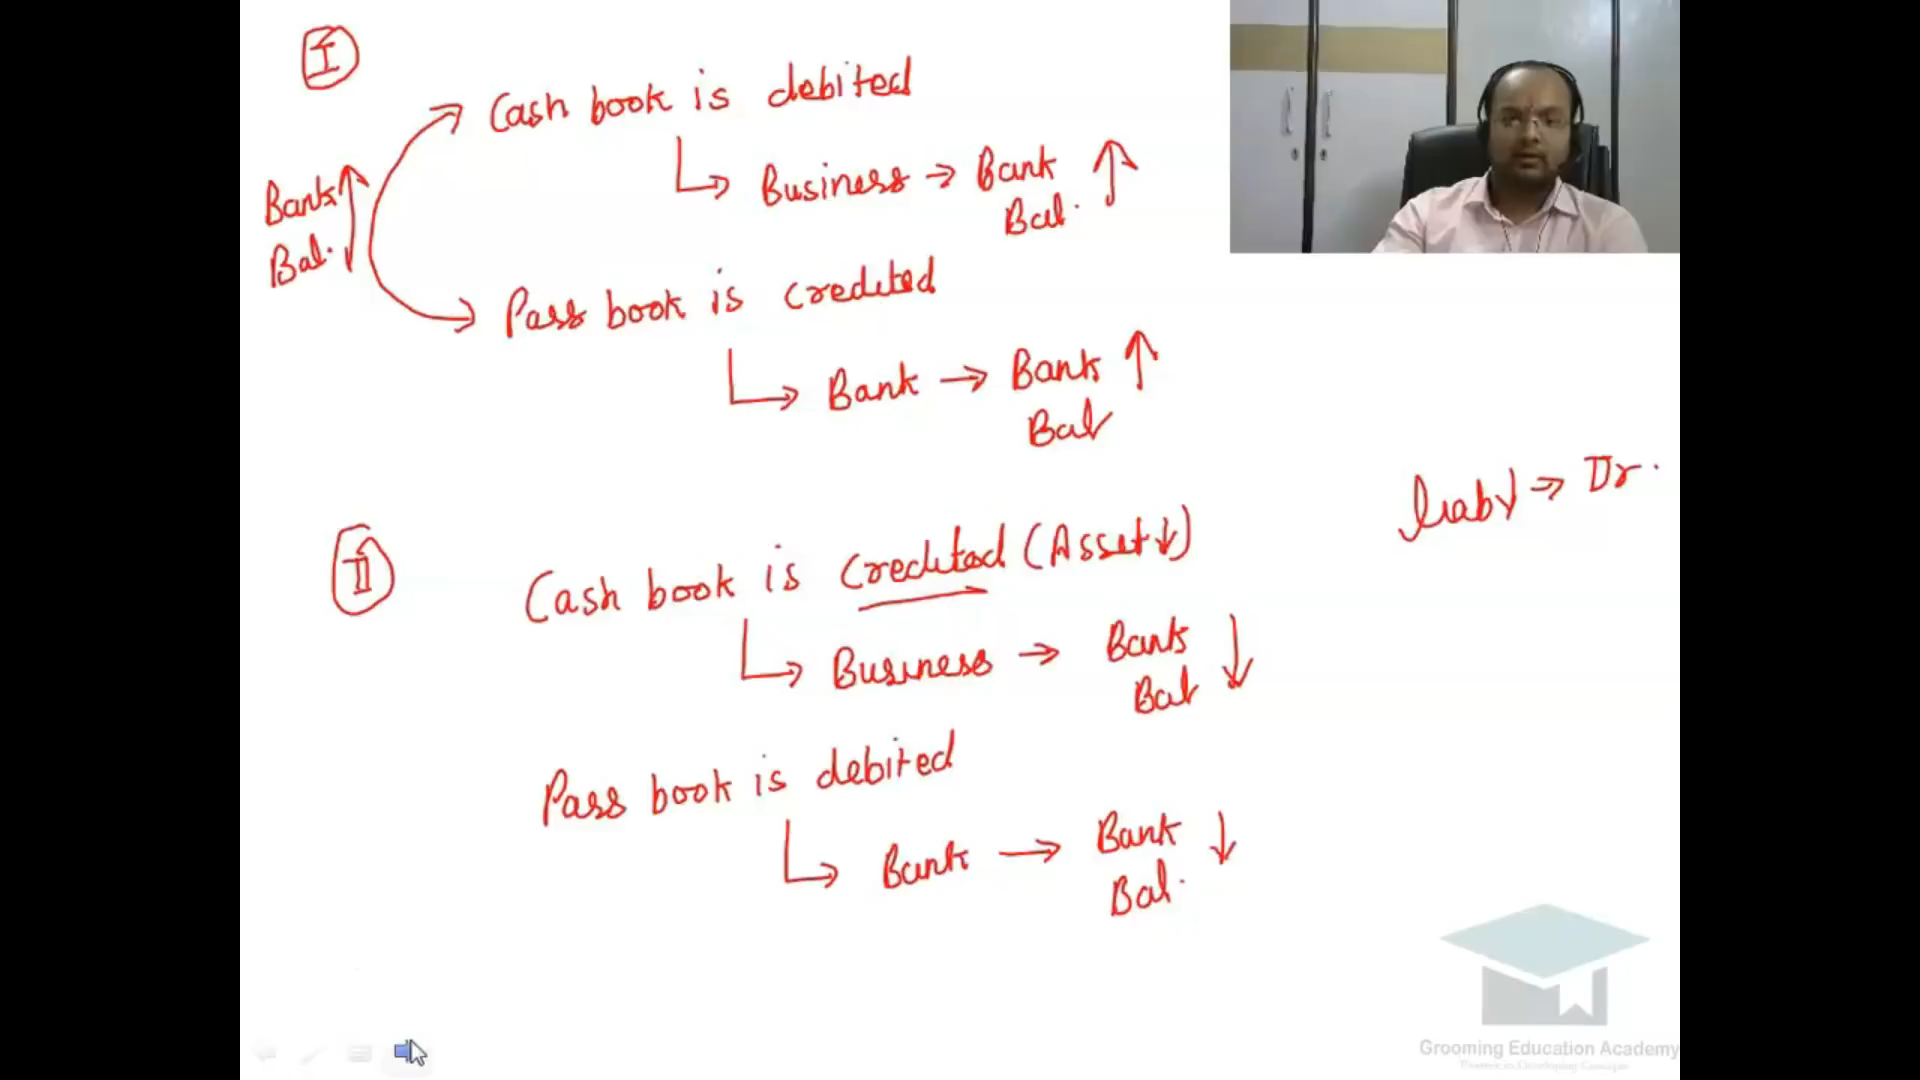 I
Cash book is debited
Business → Bank Bal. ↑
Bank Bal. ↑
Pass book is credited
Bank → Bank Bal ↑
Liab ↓ ⇒ Dr.
II
Cash book is credited (Asset ↓)
Business → Bank Bal ↓
Pass book is debited
Bank → Bank Bal. ↓
Grooming Education Academy